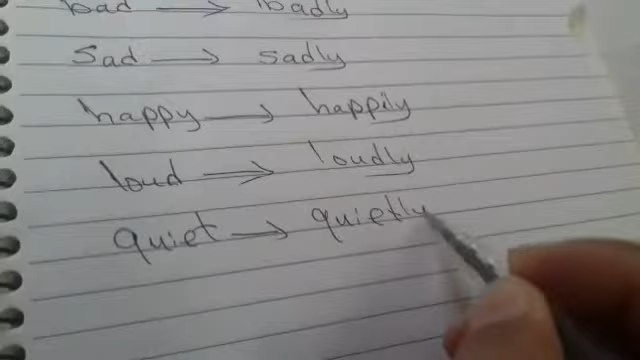 bad → badly
Sad → sadly
happy → happily
loud → loudly
quiet → quietly